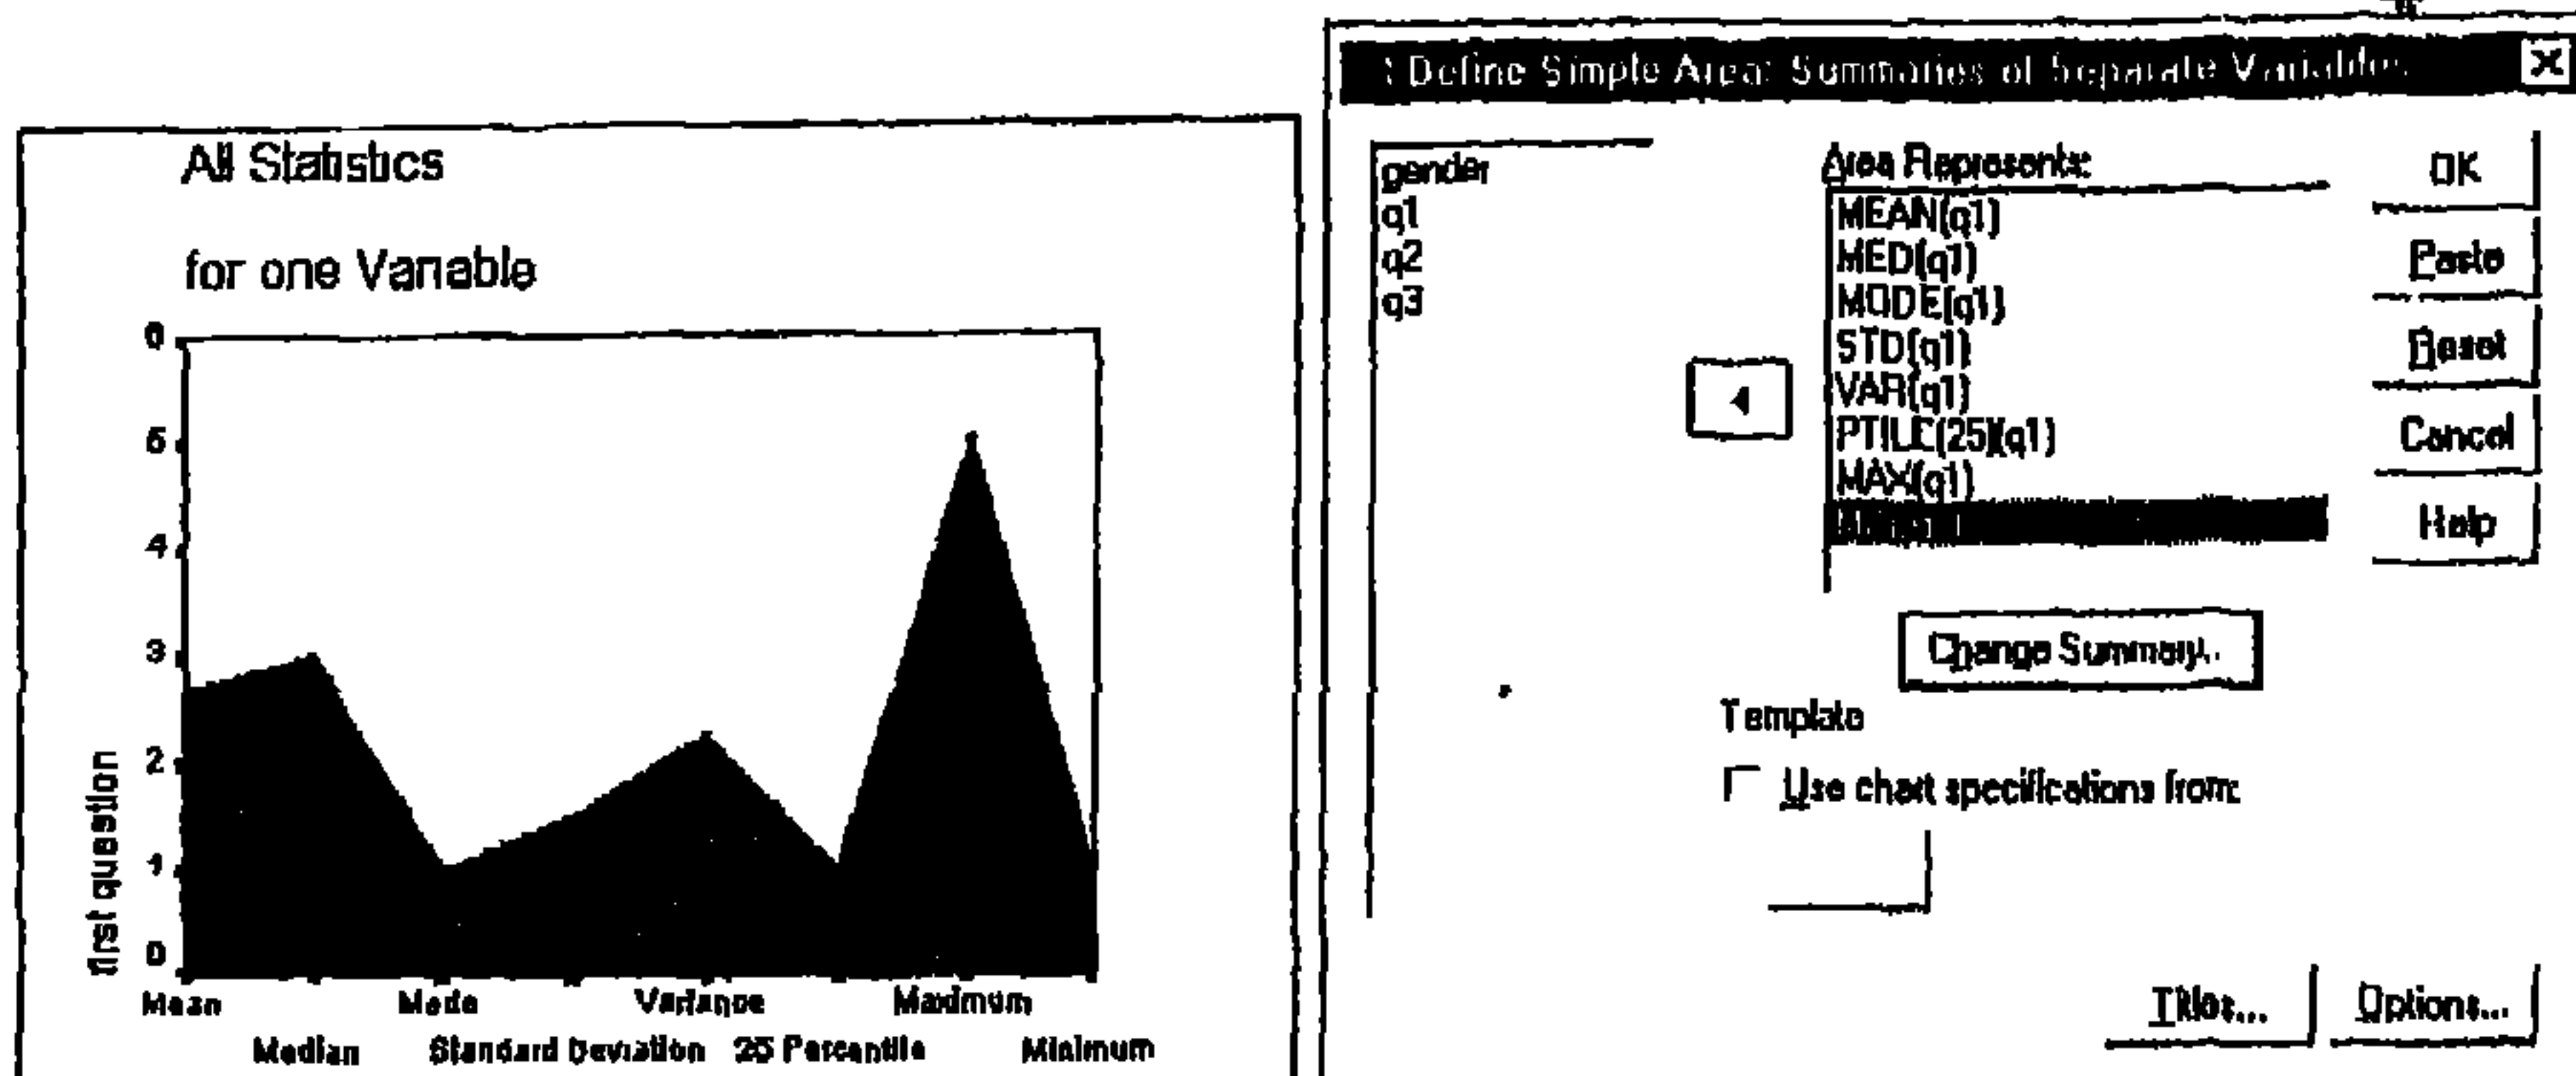 All Statistics
for one Variable
6
5
4
3
2
1
0
first question
Mean
Mode
Variance
Maximum
Median
Standard Deviation
25 Percentile
Minimum
Define Simple Area: Summaries of Separate Variables
gender
q1
q2
q3
Area Represents:
MEAN(q1)
MED(q1)
MODE(q1)
STD(q1)
VAR(q1)
PTILE(25)(q1)
MAX(q1)
OK
Paste
Reset
Cancel
Help
Change Summary...
Template
Use chart specifications from:
Titles...
Options...